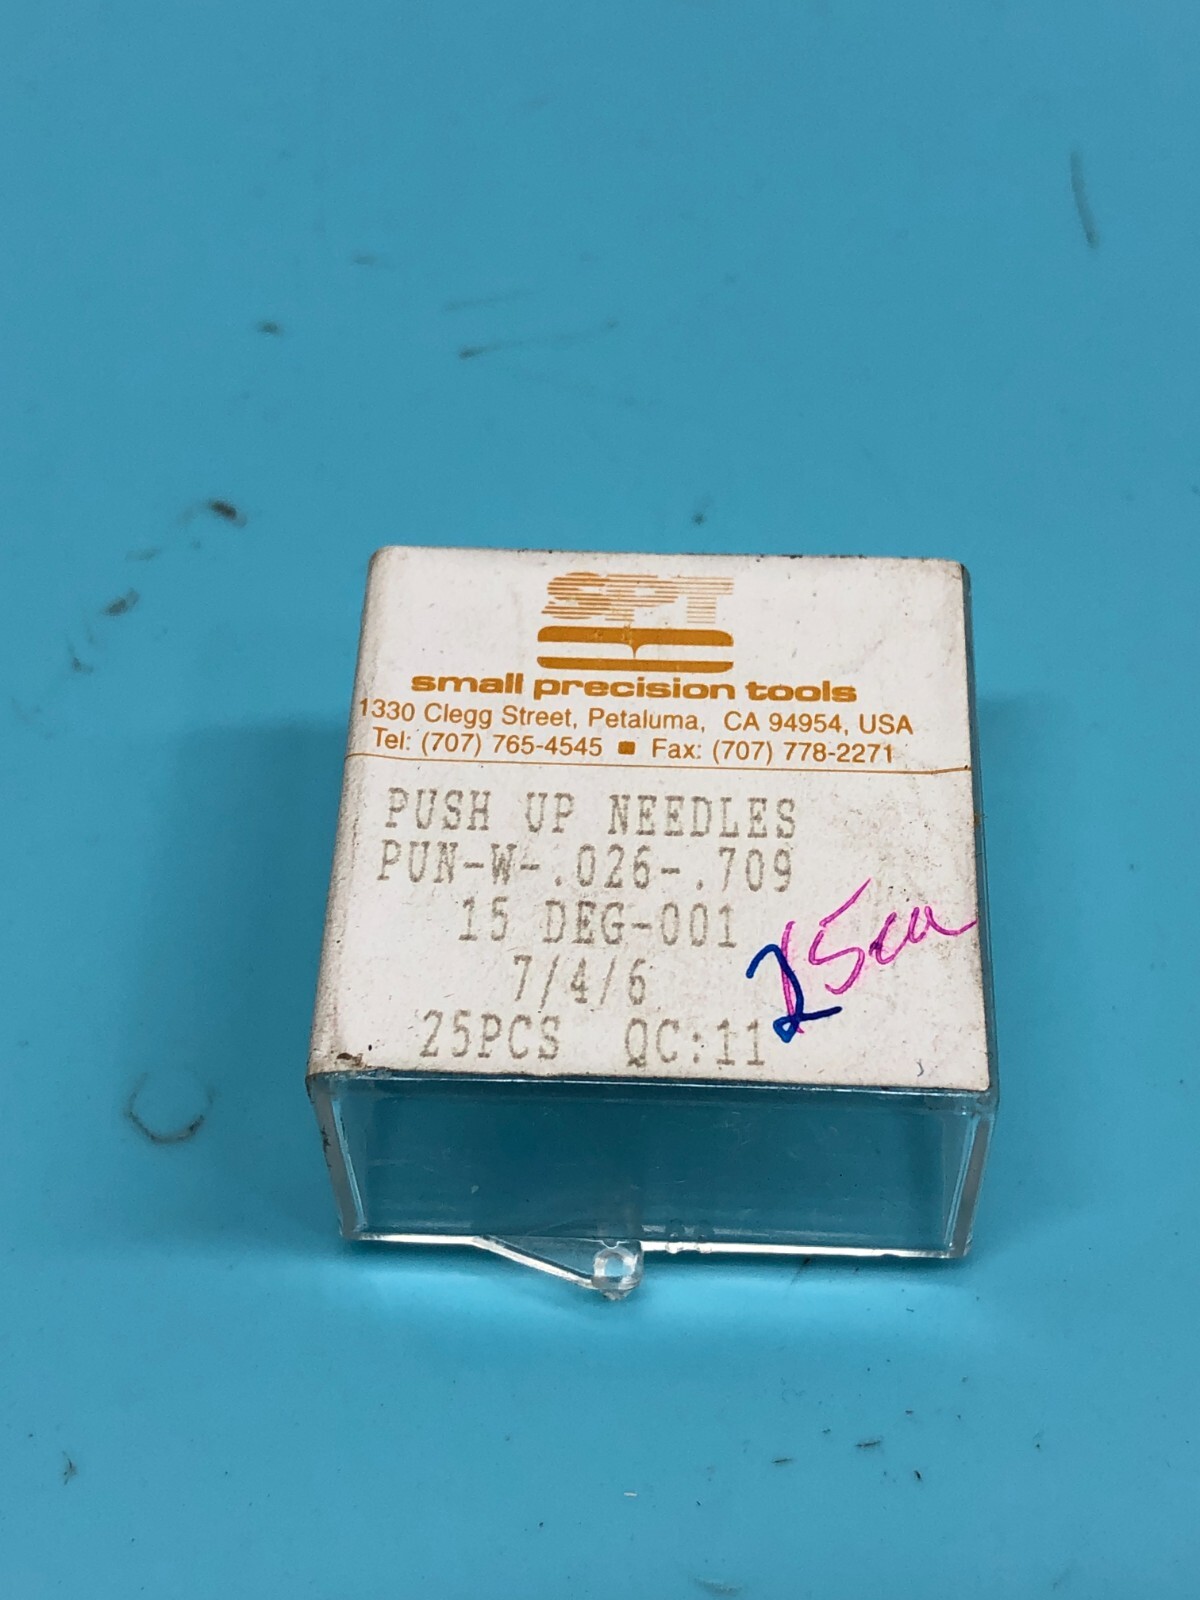 SPT
small precision tools
1330 Clegg Street, Petaluma, CA 94954, USA
Tel: (707) 765-4545 ■ Fax: (707) 778-2271
PUSH UP NEEDLES
PUN-W-.026-.709
15 DEG-001
7/4/6
25PCS QC:11
25ea